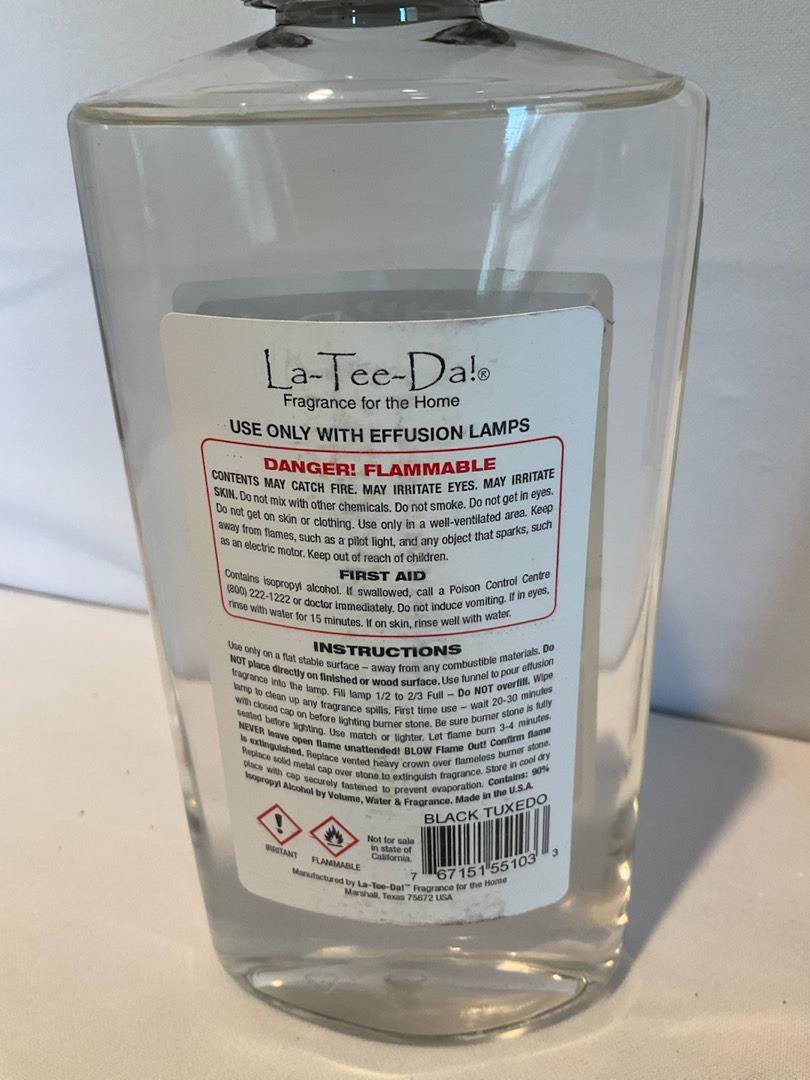 La-Tee-Da!®
Fragrance for the Home
USE ONLY WITH EFFUSION LAMPS
DANGER! FLAMMABLE
CONTENTS MAY CATCH FIRE. MAY IRRITATE EYES. MAY IRRITATE
SKIN. Do not mix with other chemicals. Do not smoke. Do not get in eyes.
Do not get on skin or clothing. Use only in a well-ventilated area. Keep
away from flames, such as a pilot light, and any object that sparks, such
as an electric motor. Keep out of reach of children.
FIRST AID
Contains isopropyl alcohol. If swallowed, call a Poison Control Centre
(800) 222-1222 or doctor immediately. Do not induce vomiting. If in eyes,
rinse with water for 15 minutes. If on skin, rinse well with water.
INSTRUCTIONS
Use only on a flat stable surface – away from any combustible materials. Do
NOT place directly on finished or wood surface. Use funnel to pour effusion
fragrance into the lamp. Fill lamp 1/2 to 2/3 Full – Do NOT overfill. Wipe
lamp to clean up any fragrance spills. First time use – wait 20-30 minutes
with closed cap on before lighting burner stone. Be sure burner stone is fully
seated before lighting. Use match or lighter. Let flame burn 3-4 minutes.
NEVER leave open flame unattended! BLOW Flame Out! Confirm flame
is extinguished. Replace vented heavy crown over flameless burner stone.
Replace solid metal cap over stone to extinguish fragrance. Store in cool dry
place with cap securely fastened to prevent evaporation. Contains: 90%
Isopropyl Alcohol by Volume, Water & Fragrance. Made in the U.S.A.
BLACK TUXEDO
IRRITANT
FLAMMABLE
Not for sale
in state of
California.
7 67151 55103 3
Manufactured by La-Tee-Da!™ Fragrance for the Home
Marshall, Texas 75672 USA